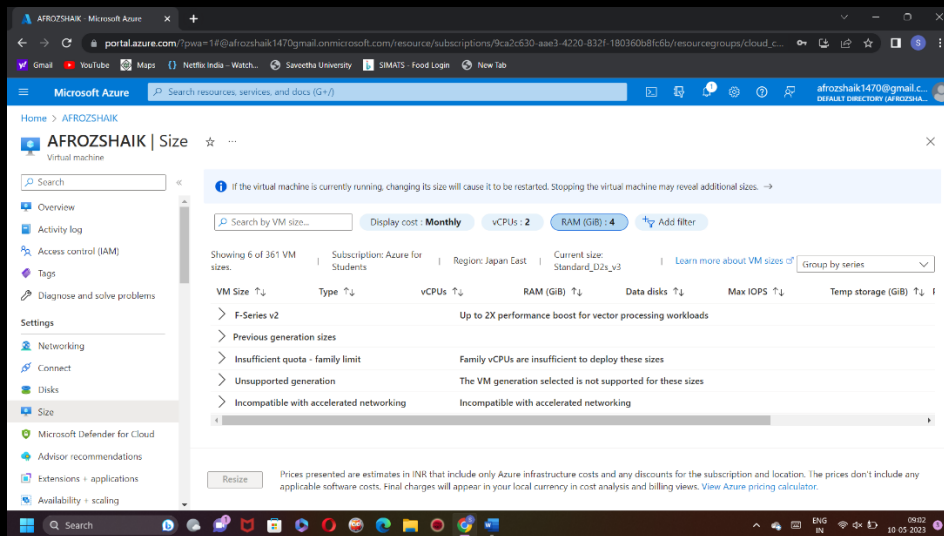 AFROZSHAIK - Microsoft Azure
portal.azure.com/?pwa=1#@afrozshaik1470gmail.onmicrosoft.com/resource/subscriptions/9ca2c630-aae3-4220-832f-180360b8fc6b/resourcegroups/cloud_c...
S
Gmail YouTube Maps Netflix India – Watch... Saveetha University SIMATS - Food Login New Tab
Microsoft Azure
Search resources, services, and docs (G+/)
1
afrozshaik1470@gmail.c...
DEFAULT DIRECTORY (AFROZSHA...
Home > AFROZSHAIK
AFROZSHAIK | Size
Virtual machine
Search
Overview
Activity log
Access control (IAM)
Tags
Diagnose and solve problems
Settings
Networking
Connect
Disks
Size
Microsoft Defender for Cloud
Advisor recommendations
Extensions + applications
Availability + scaling
If the virtual machine is currently running, changing its size will cause it to be restarted. Stopping the virtual machine may reveal additional sizes. →
Search by VM size...
Display cost : Monthly
vCPUs : 2
RAM (GiB) : 4
Add filter
Showing 6 of 361 VM sizes.
Subscription: Azure for Students
Region: Japan East
Current size: Standard_D2s_v3
Learn more about VM sizes
Group by series
VM Size ↑↓ Type ↑↓ vCPUs ↑↓ RAM (GiB) ↑↓ Data disks ↑↓ Max IOPS ↑↓ Temp storage (GiB) ↑↓
F-Series v2 Up to 2X performance boost for vector processing workloads
Previous generation sizes
Insufficient quota - family limit Family vCPUs are insufficient to deploy these sizes
Unsupported generation The VM generation selected is not supported for these sizes
Incompatible with accelerated networking Incompatible with accelerated networking
Resize
Prices presented are estimates in INR that include only Azure infrastructure costs and any discounts for the subscription and location. The prices don't include any
applicable software costs. Final charges will appear in your local currency in cost analysis and billing views. View Azure pricing calculator.
Search
ENG
IN
09:02
10-05-2023